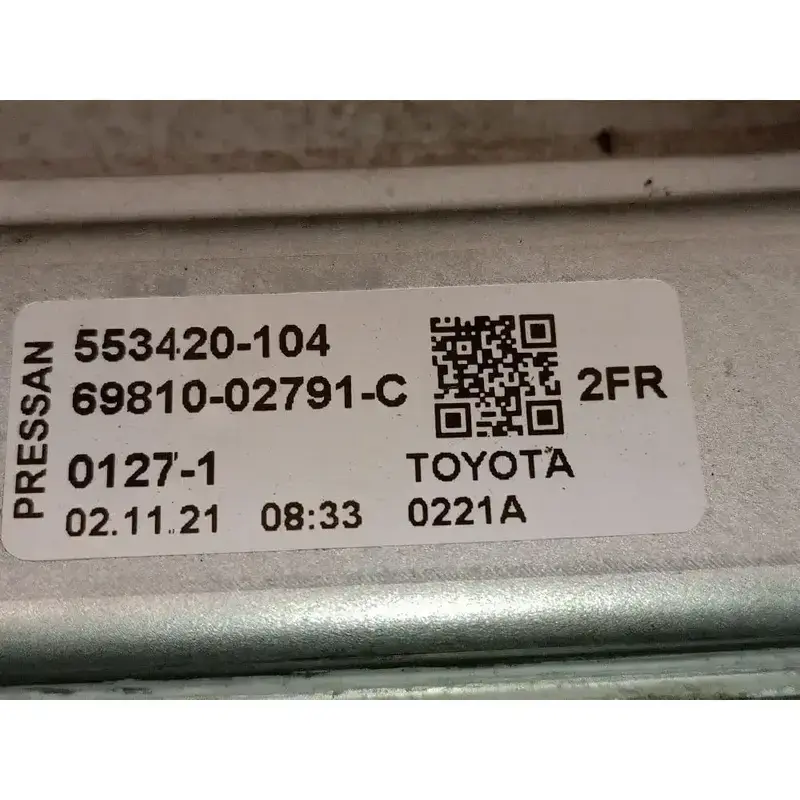 PRESSAN
553420-104
69810-02791-C
2FR
0127-1
TOYOTA
02.11.21 08:33 0221A